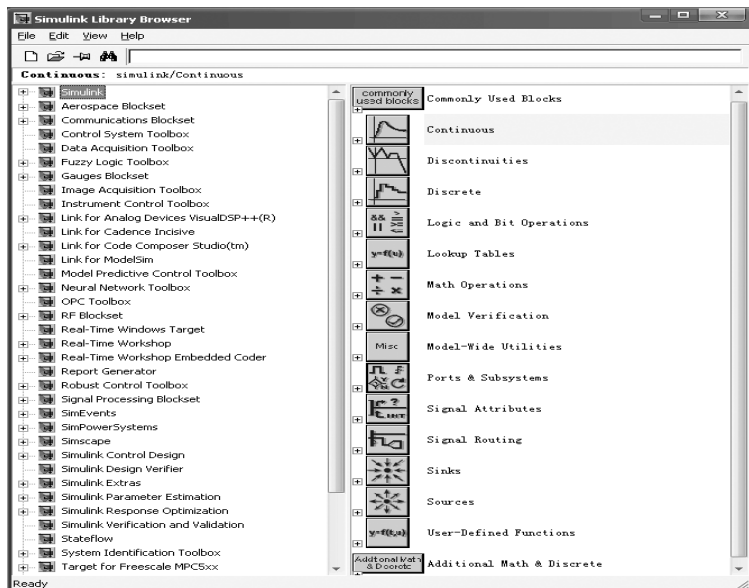 Simulink Library Browser
File Edit View Help
Continuous: simulink/Continuous
Simulink
Aerospace Blockset
Communications Blockset
Control System Toolbox
Data Acquisition Toolbox
Fuzzy Logic Toolbox
Gauges Blockset
Image Acquisition Toolbox
Instrument Control Toolbox
Link for Analog Devices VisualDSP++(R)
Link for Cadence Incisive
Link for Code Composer Studio(tm)
Link for ModelSim
Model Predictive Control Toolbox
Neural Network Toolbox
OPC Toolbox
RF Blockset
Real-Time Windows Target
Real-Time Workshop
Real-Time Workshop Embedded Coder
Report Generator
Robust Control Toolbox
Signal Processing Blockset
SimEvents
SimPowerSystems
Simscape
Simulink Control Design
Simulink Design Verifier
Simulink Extras
Simulink Parameter Estimation
Simulink Response Optimization
Simulink Verification and Validation
Stateflow
System Identification Toolbox
Target for Freescale MPC5xx
commonly
used blocks
Commonly Used Blocks
Continuous
Discontinuities
Discrete
Logic and Bit Operations
y=f(u)
Lookup Tables
Math Operations
Model Verification
Misc
Model-Wide Utilities
Ports & Subsystems
Signal Attributes
Signal Routing
Sinks
Sources
y=f(t,u)
User-Defined Functions
Additional Math
& Discrete
Additional Math & Discrete
Ready